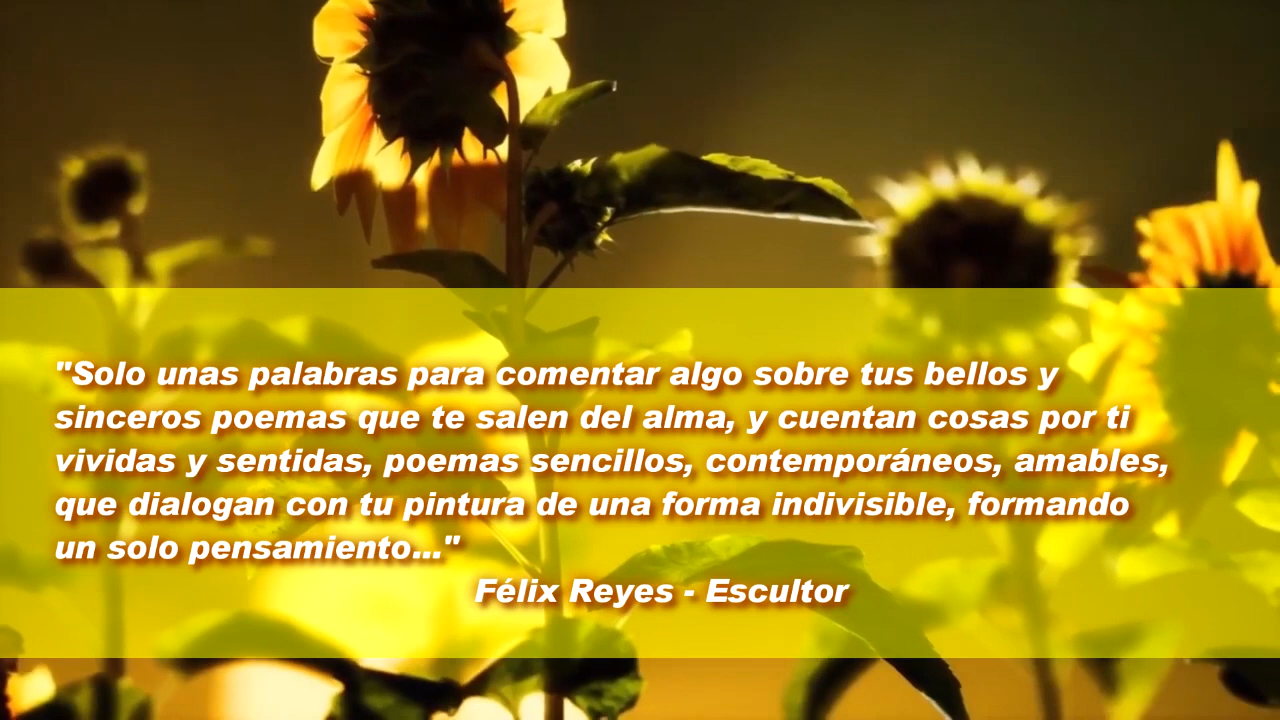 "Solo unas palabras para comentar algo sobre tus bellos y
sinceros poemas que te salen del alma, y cuentan cosas por ti
vividas y sentidas, poemas sencillos, contemporáneos, amables,
que dialogan con tu pintura de una forma indivisible, formando
un solo pensamiento..."
Félix Reyes - Escultor